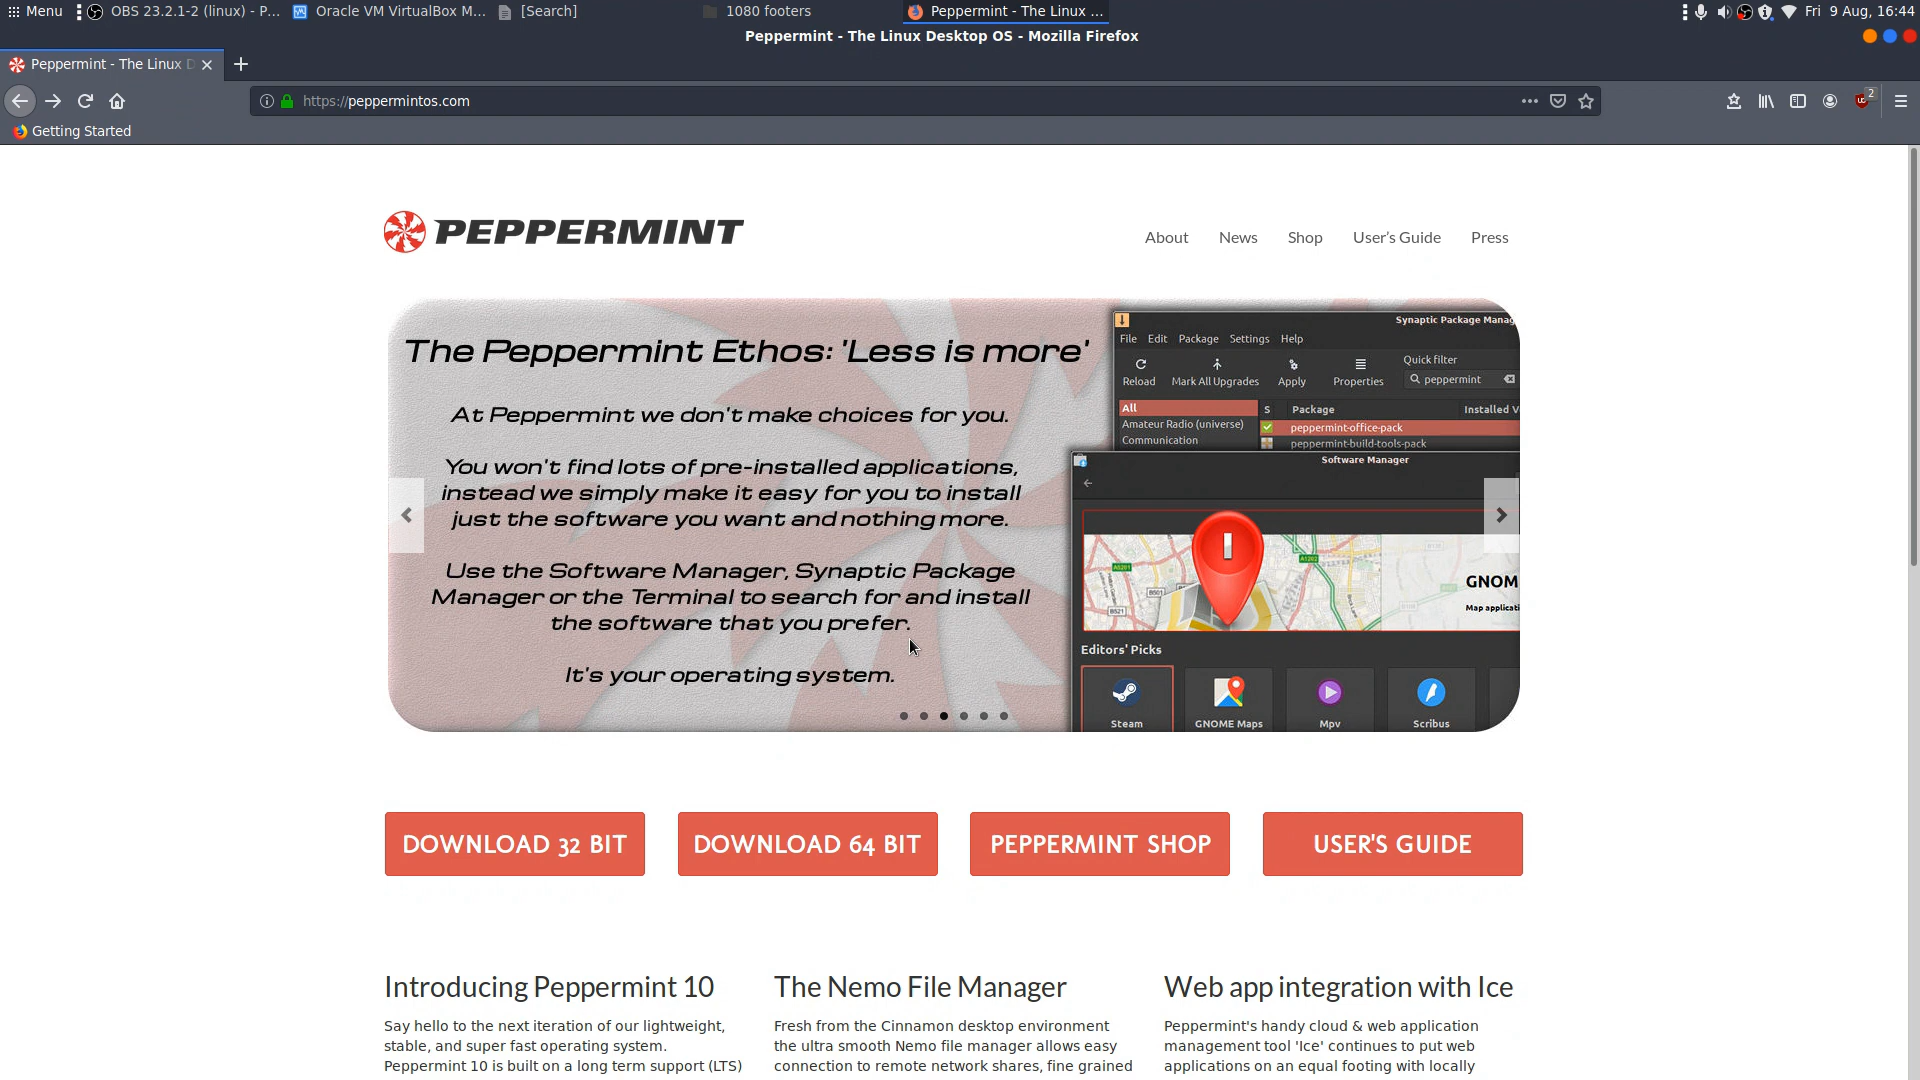 Menu
OBS 23.2.1-2 (linux) - P...
Oracle VM VirtualBox M...
[Search]
1080 footers
Peppermint - The Linux ...
Fri 9 Aug, 16:44
Peppermint - The Linux Desktop OS - Mozilla Firefox
Peppermint - The Linux D
https://peppermintos.com
2
Getting Started
PEPPERMINT
About
News
Shop
User's Guide
Press
The Peppermint Ethos: 'Less is more'
At Peppermint we don't make choices for you.
You won't find lots of pre-installed applications,
instead we simply make it easy for you to install
just the software you want and nothing more.
Use the Software Manager, Synaptic Package
Manager or the Terminal to search for and install
the software that you prefer.
It's your operating system.
Synaptic Package Manag
File Edit Package Settings Help
Reload
Mark All Upgrades
Apply
Properties
Quick filter
peppermint
All
Amateur Radio (universe)
Communication
S Package Installed V
peppermint-office-pack
peppermint-build-tools-pack
Software Manager
A1201
A1202
B501
B521
GNOM
Map applicati
Editors' Picks
Steam
GNOME Maps
Mpv
Scribus
DOWNLOAD 32 BIT
DOWNLOAD 64 BIT
PEPPERMINT SHOP
USER'S GUIDE
Introducing Peppermint 10
Say hello to the next iteration of our lightweight,
stable, and super fast operating system.
Peppermint 10 is built on a long term support (LTS)
The Nemo File Manager
Fresh from the Cinnamon desktop environment
the ultra smooth Nemo file manager allows easy
connection to remote network shares, fine grained
Web app integration with Ice
Peppermint's handy cloud & web application
management tool 'Ice' continues to put web
applications on an equal footing with locally